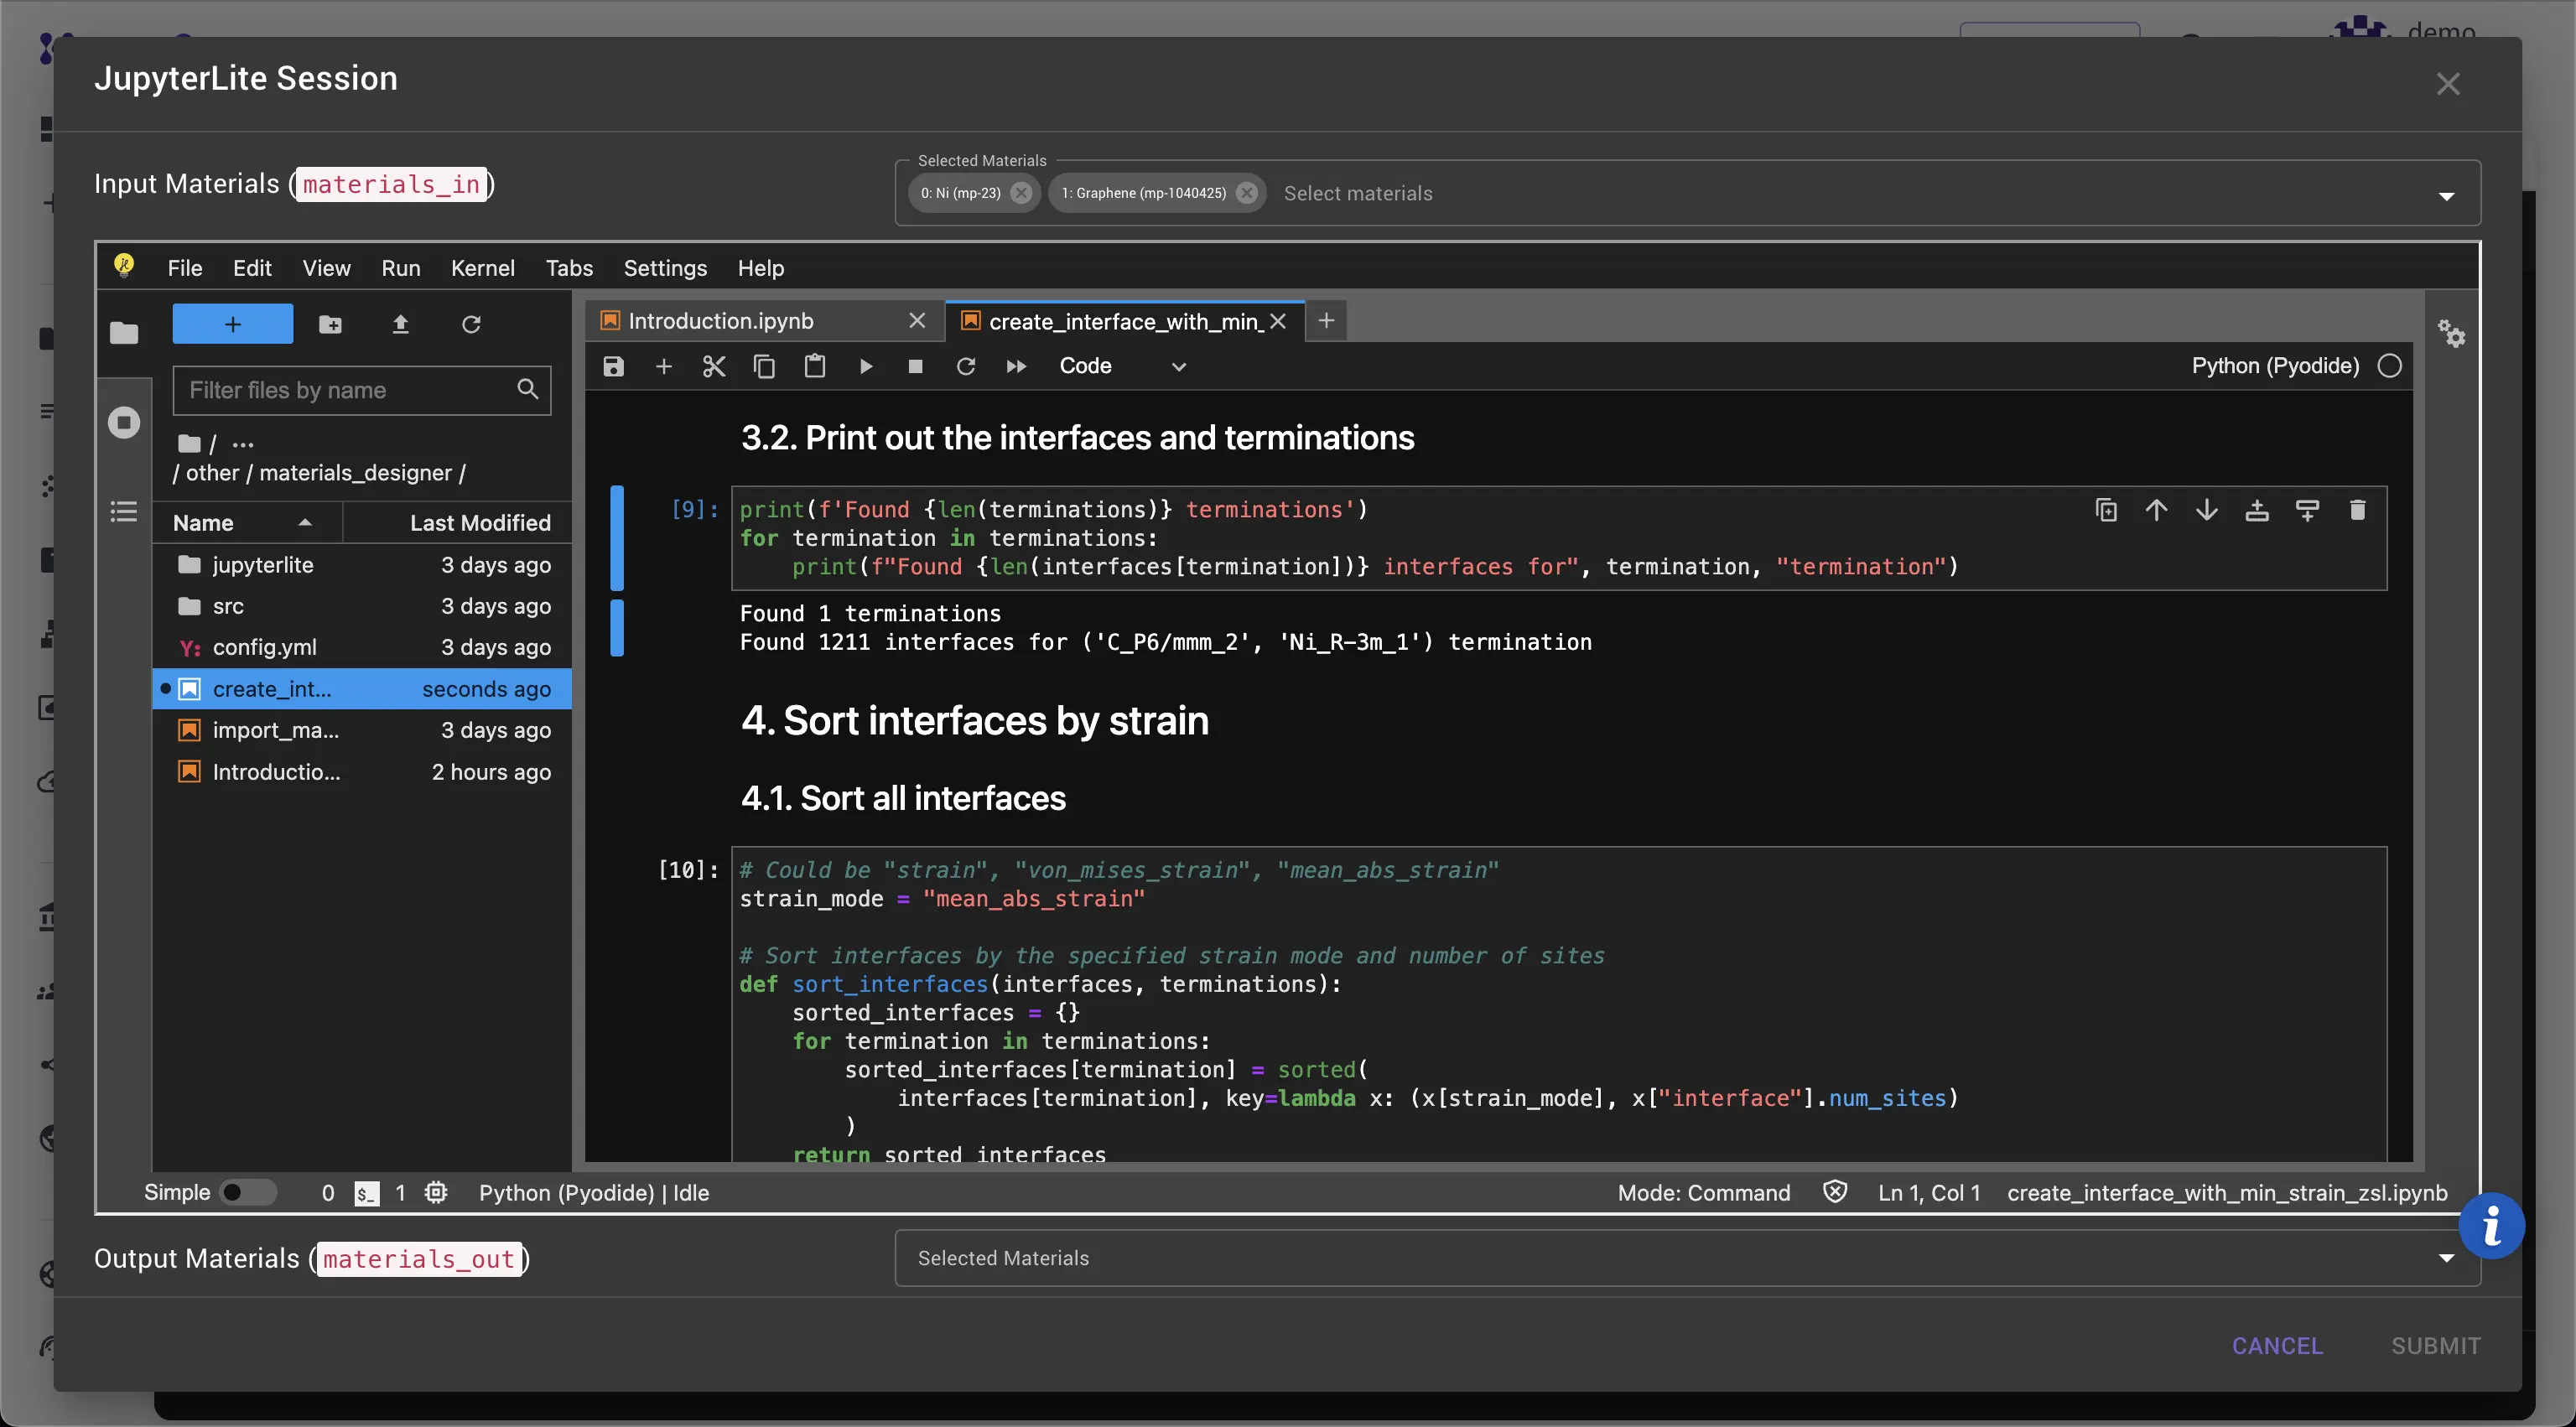 demo
JupyterLite Session
Input Materials (materials_in)
Selected Materials
0: Ni (mp-23)
1: Graphene (mp-1040425)
Select materials
File Edit View Run Kernel Tabs Settings Help
Introduction.ipynb
create_interface_with_min_
Filter files by name
Code
Python (Pyodide)
/ ...
/ other / materials_designer /
Name Last Modified
jupyterlite 3 days ago
src 3 days ago
config.yml 3 days ago
create_int... seconds ago
import_ma... 3 days ago
Introductio... 2 hours ago
3.2. Print out the interfaces and terminations
[9]: print(f'Found {len(terminations)} terminations')
for termination in terminations:
    print(f"Found {len(interfaces[termination])} interfaces for", termination, "termination")
Found 1 terminations
Found 1211 interfaces for ('C_P6/mmm_2', 'Ni_R-3m_1') termination
4. Sort interfaces by strain
4.1. Sort all interfaces
[10]: # Could be "strain", "von_mises_strain", "mean_abs_strain"
strain_mode = "mean_abs_strain"
# Sort interfaces by the specified strain mode and number of sites
def sort_interfaces(interfaces, terminations):
    sorted_interfaces = {}
    for termination in terminations:
        sorted_interfaces[termination] = sorted(
            interfaces[termination], key=lambda x: (x[strain_mode], x["interface"].num_sites)
        )
    return sorted_interfaces
Simple 0 $_ 1 Python (Pyodide) | Idle
Mode: Command Ln 1, Col 1 create_interface_with_min_strain_zsl.ipynb
Output Materials (materials_out)
Selected Materials
CANCEL SUBMIT